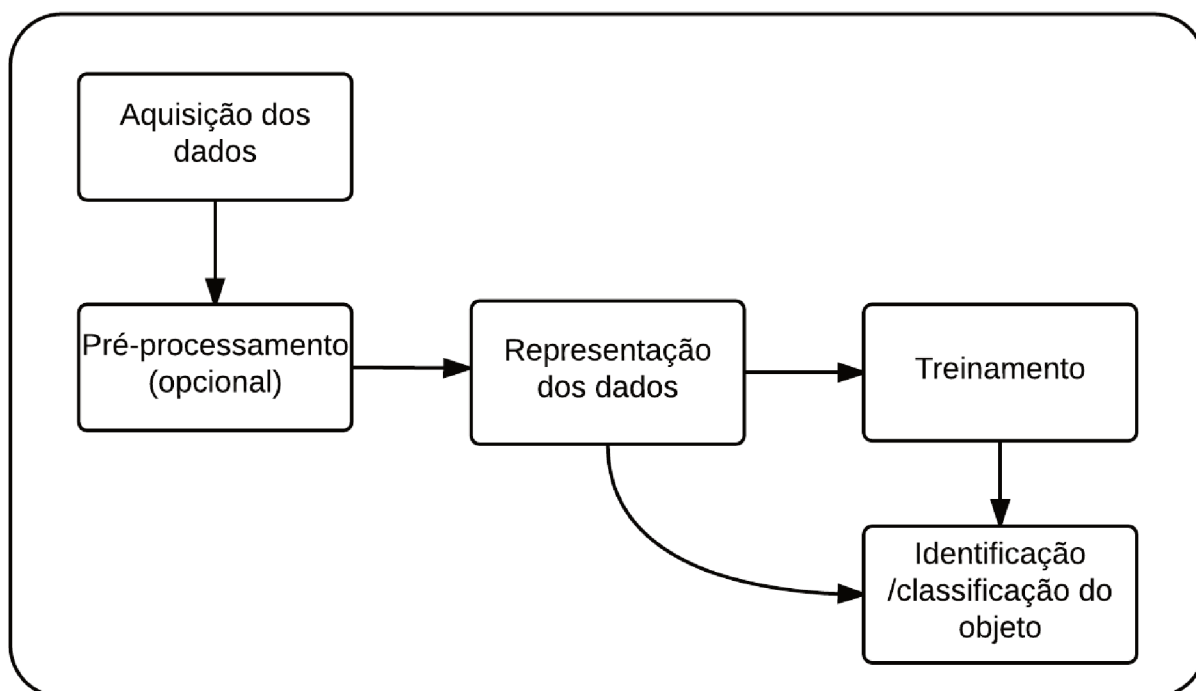 Aquisição dos
dados
Pré-processamento
(opcional)
Representação
dos dados
Treinamento
Identificação
/classificação do
objeto